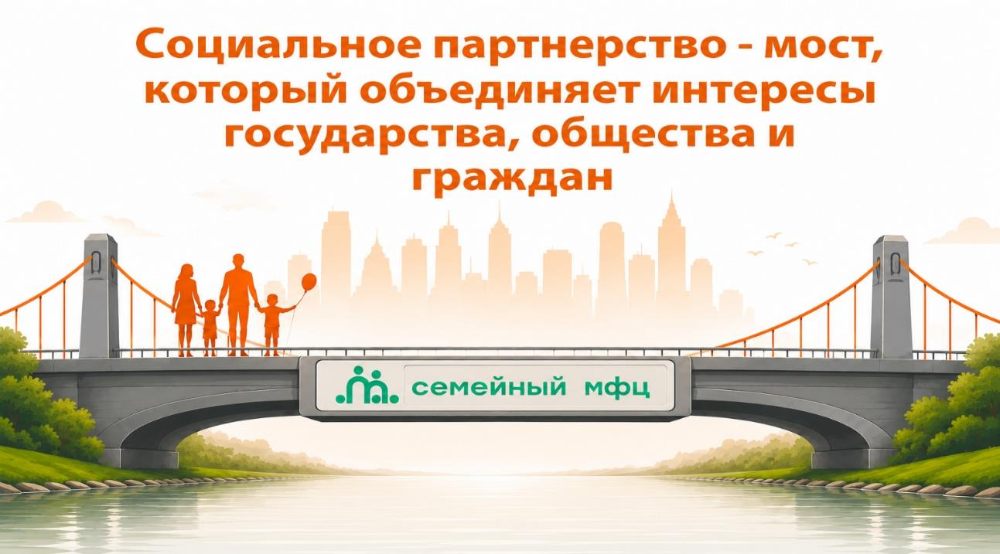 Социальное партнерство - мост,
который объединяет интересы
государства, общества и
граждан
семейный мфц